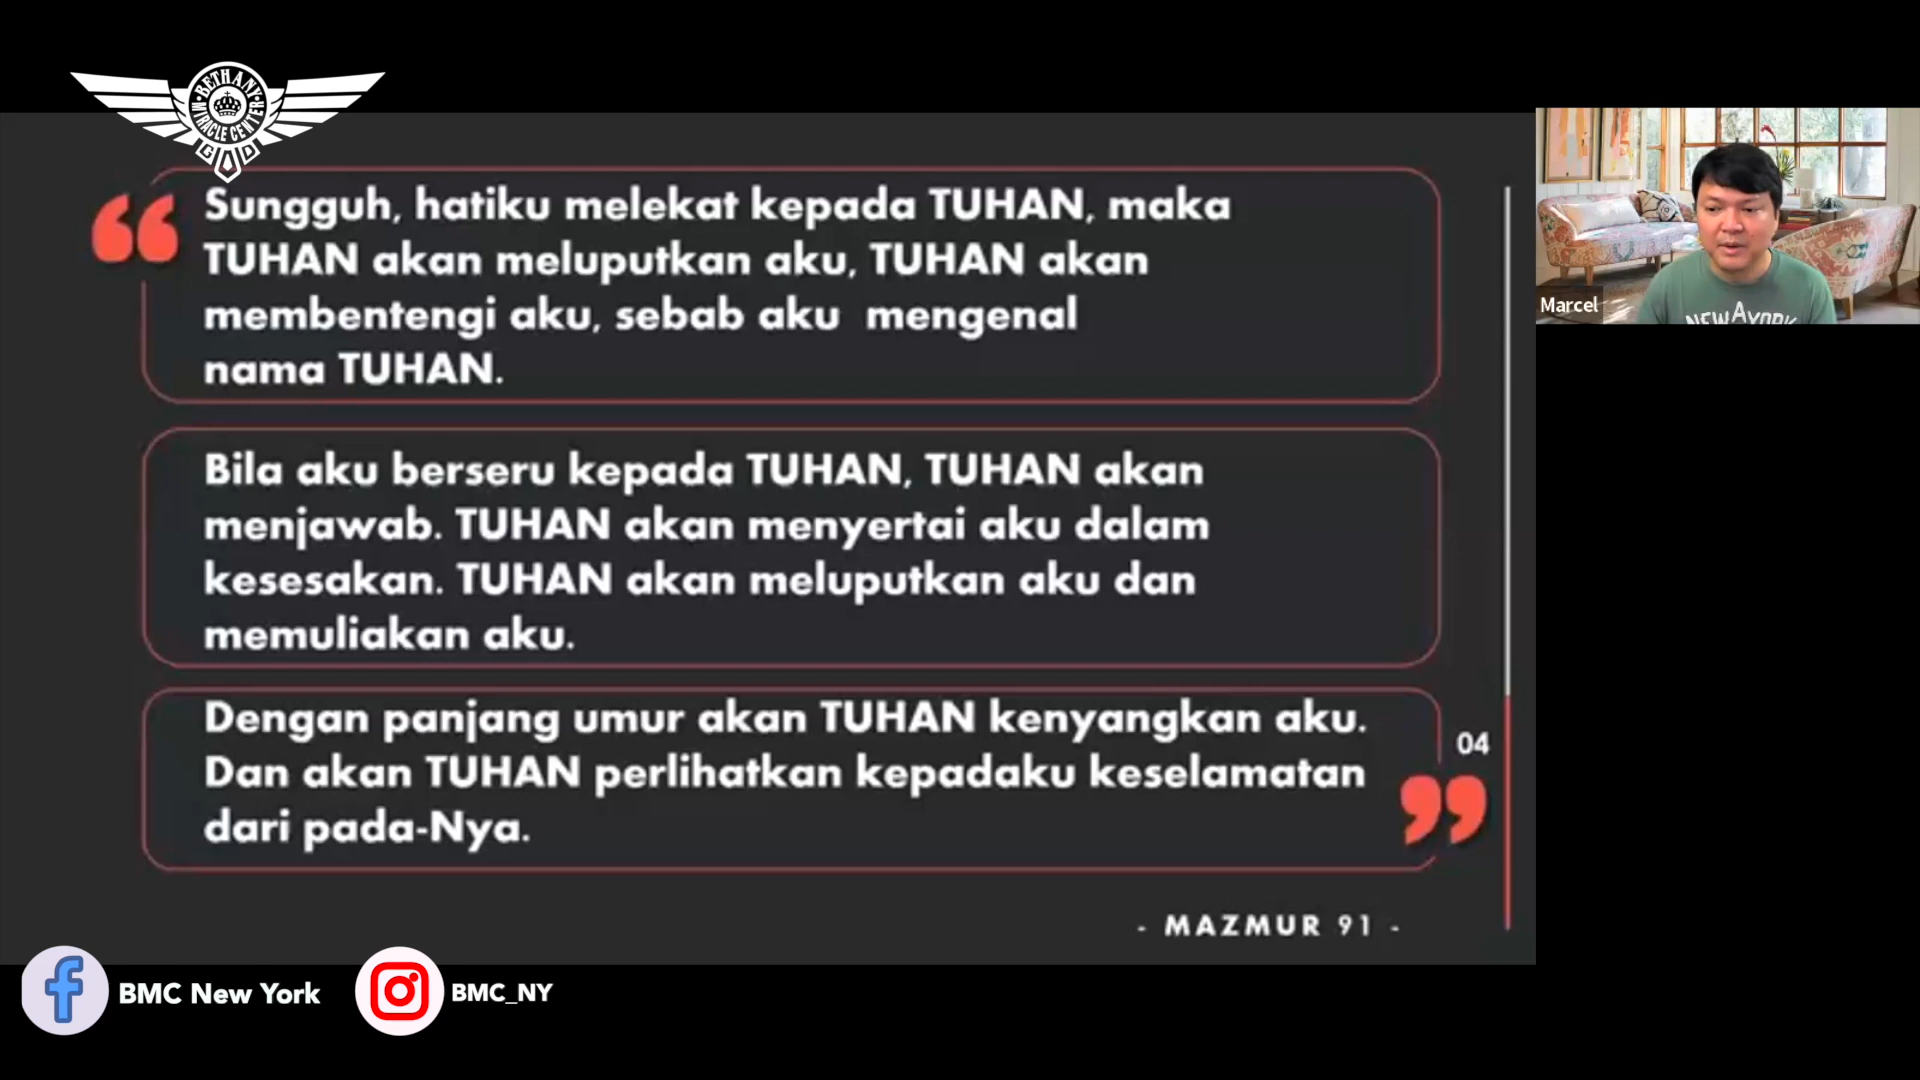 BETHANY
MIRACLE CENTER
Sungguh, hatiku melekat kepada TUHAN, maka
TUHAN akan meluputkan aku, TUHAN akan
membentengi aku, sebab aku mengenal
nama TUHAN.
Bila aku berseru kepada TUHAN, TUHAN akan
menjawab. TUHAN akan menyertai aku dalam
kesesakan. TUHAN akan meluputkan aku dan
memuliakan aku.
Dengan panjang umur akan TUHAN kenyangkan aku.
Dan akan TUHAN perlihatkan kepadaku keselamatan
dari pada-Nya.
04
- MAZMUR 91 -
Marcel
NEW YORK
BMC New York
BMC_NY